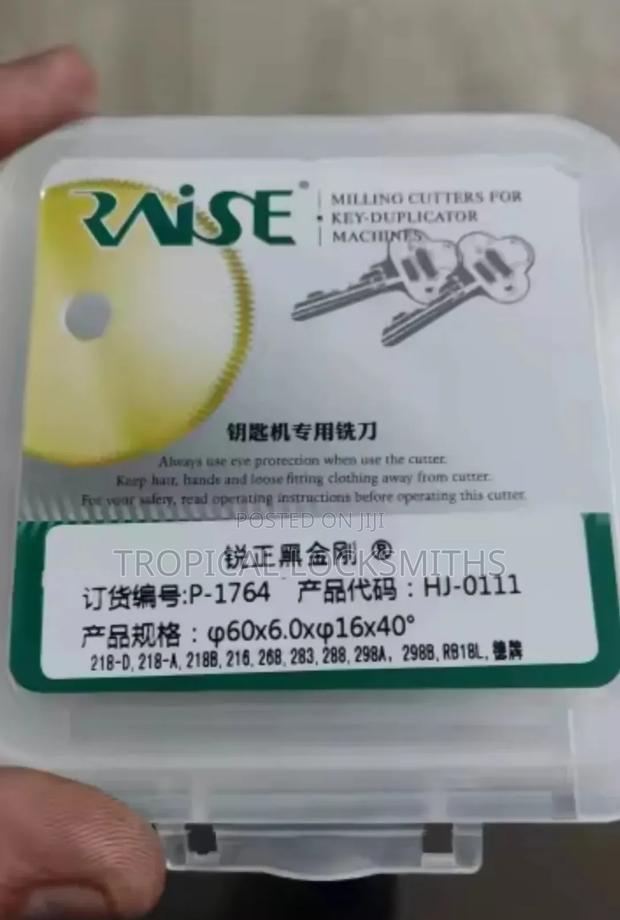 RAISE®
MILLING CUTTERS FOR
KEY-DUPLICATOR
MACHINES
钥匙机专用铣刀
Always use eye protection when use the cutter.
Keep hair, hands and loose fitting clothing away from cutter.
For your safety, read operating instructions before operating this cutter.
POSTED ON JIJI
TROPICAL LOCKSMITHS
锐正黑金刚 ®
订货编号:P-1764 产品代码：HJ-0111
产品规格：φ60x6.0xφ16x40°
218-D, 218-A, 218B, 216, 268, 283, 288, 298A, 298B, RB18L, 德牌